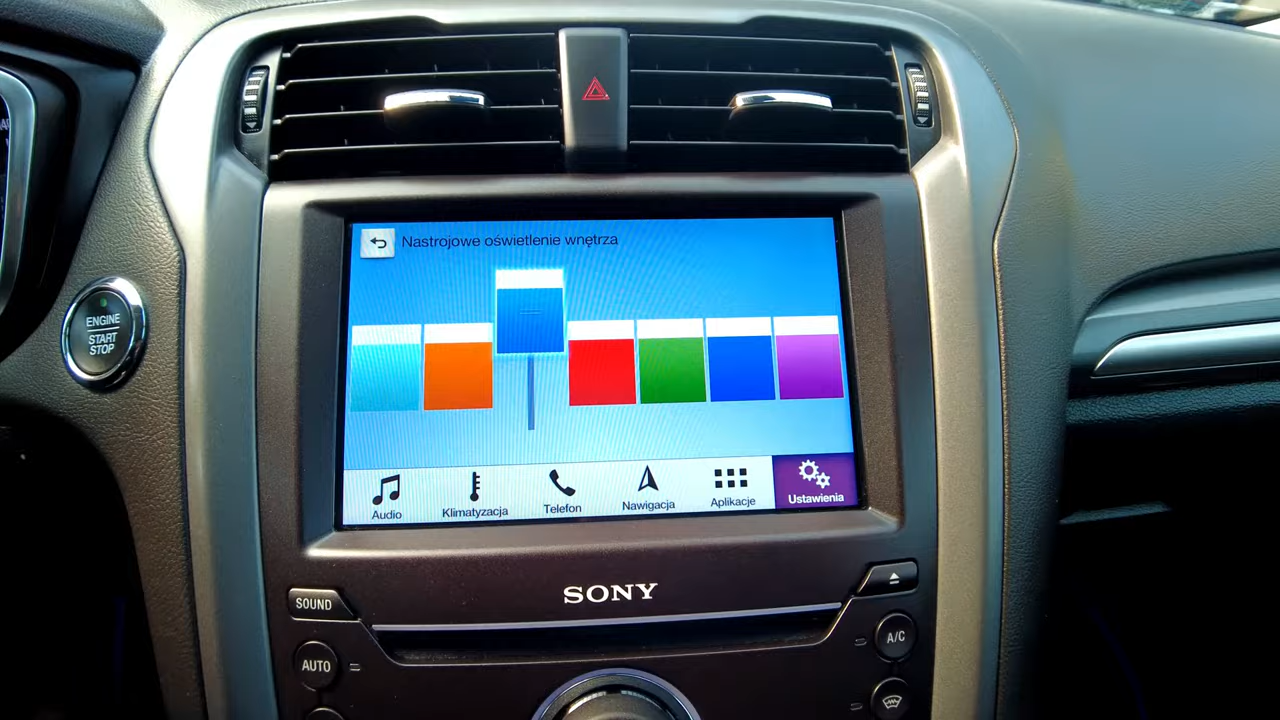 ENGINE
START
STOP
Nastrojowe oświetlenie wnętrza
Audio
Klimatyzacja
Telefon
Nawigacja
Aplikacje
Ustawienia
SONY
SOUND
AUTO
A/C